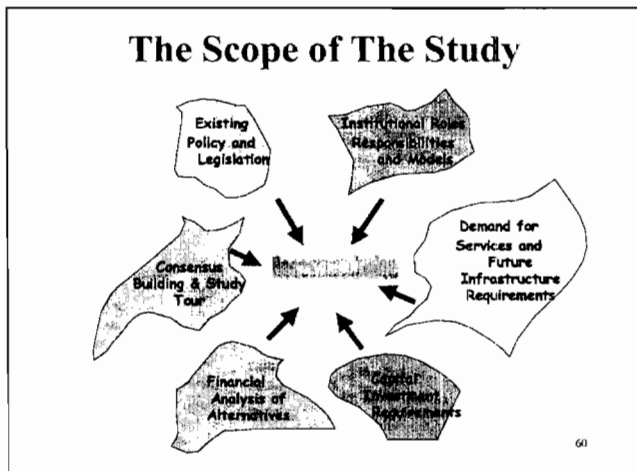 The Scope of The Study
Existing
Policy and
Legislation
Institutional Roles
Responsibilities
and Models
Demand for
Services and
Future
Infrastructure
Requirements
Consensus
Building & Study
Tour
Financial
Analysis of
Alternatives
Capital
Investment
Requirements
60